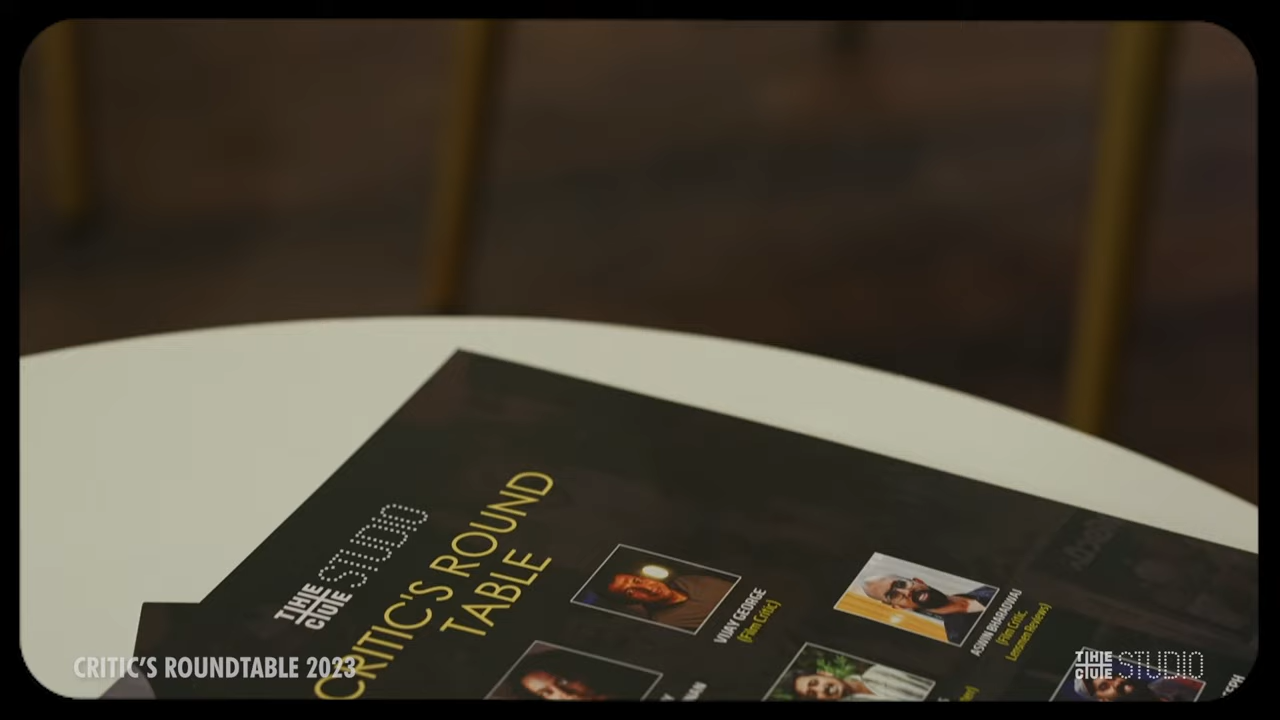 THE
CUE STUDIO
CRITIC'S ROUND
TABLE
VIJAY GEORGE
(Film Critic)
ASWIN BHARADWAJ
(Film Critic,
Lensmen Reviews)
CRITIC'S ROUNDTABLE 2023
THE
CUE STUDIO